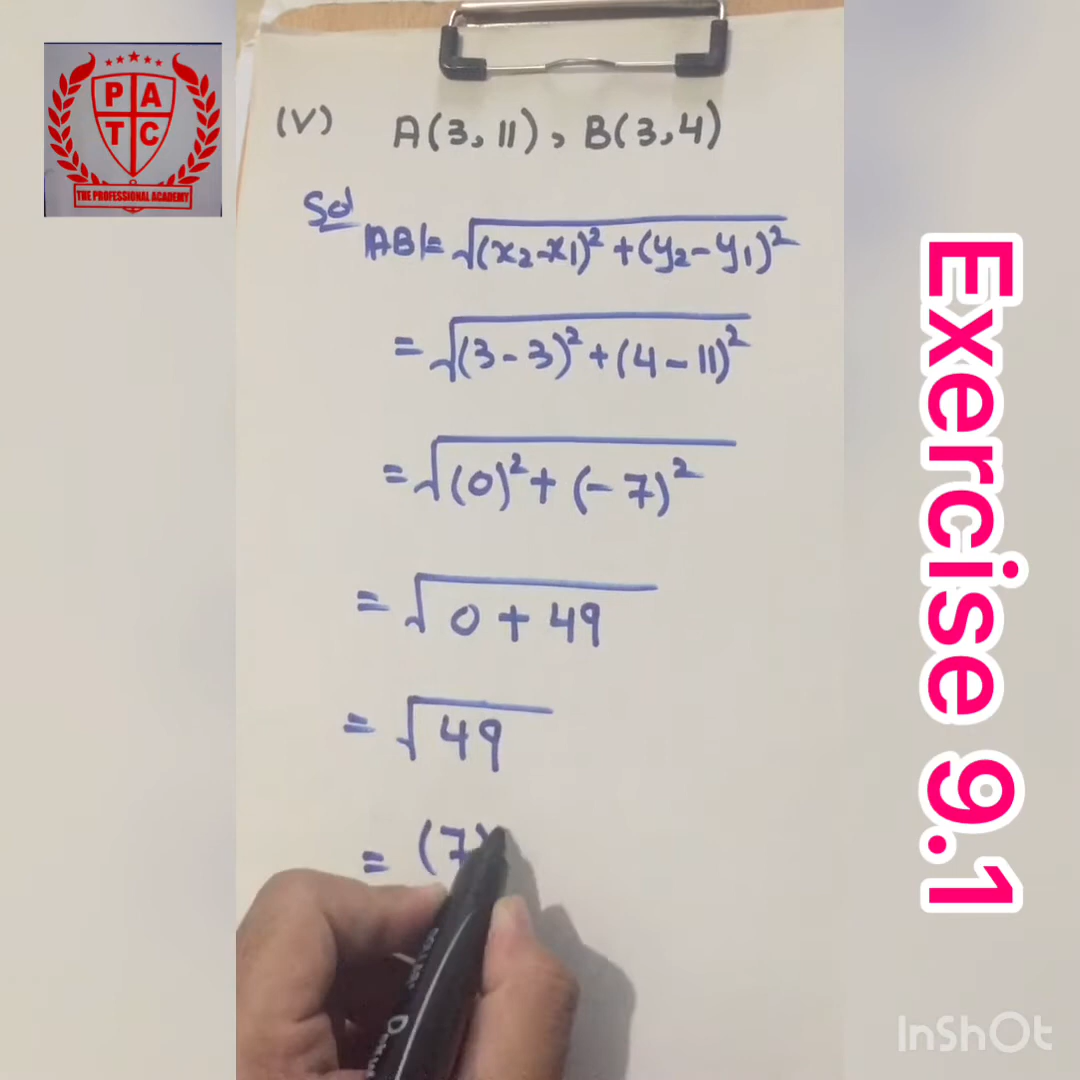 P A
T C
THE PROFESSIONAL ACADEMY
(V) A(3, 11), B(3,4)
Sol
|AB|= √(x₂-x₁)² + (y₂-y₁)²
= √(3-3)² + (4-11)²
= √(0)² + (-7)²
= √0 + 49
= √49
= (7)
Exercise 9.1
InShOt